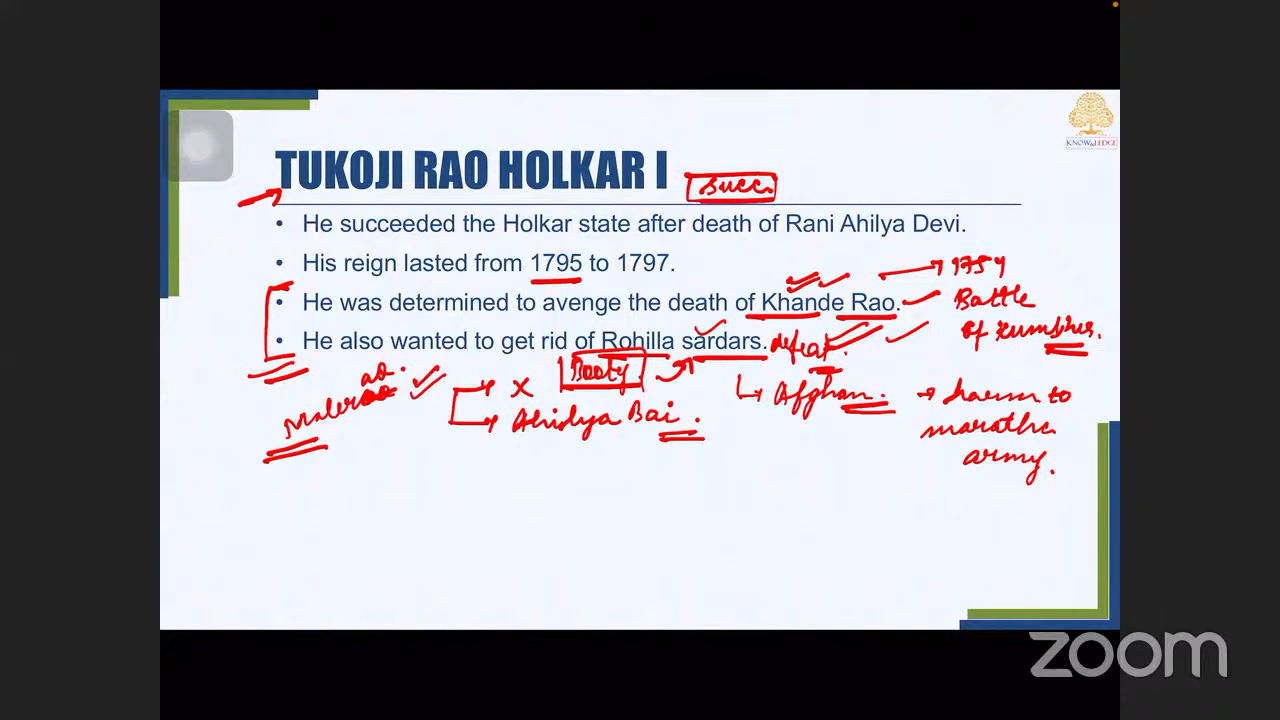 KNOWLEDGE
TUKOJI RAO HOLKAR I
Succ.
• He succeeded the Holkar state after death of Rani Ahilya Devi.
• His reign lasted from 1795 to 1797.
1754
• He was determined to avenge the death of Khande Rao.
Battle
of Kumbher.
• He also wanted to get rid of Rohilla sardars.
defeat.
Booty
Malerao
x
Ahilya Bai.
Afghan.
harm to
maratha
army.
zoom